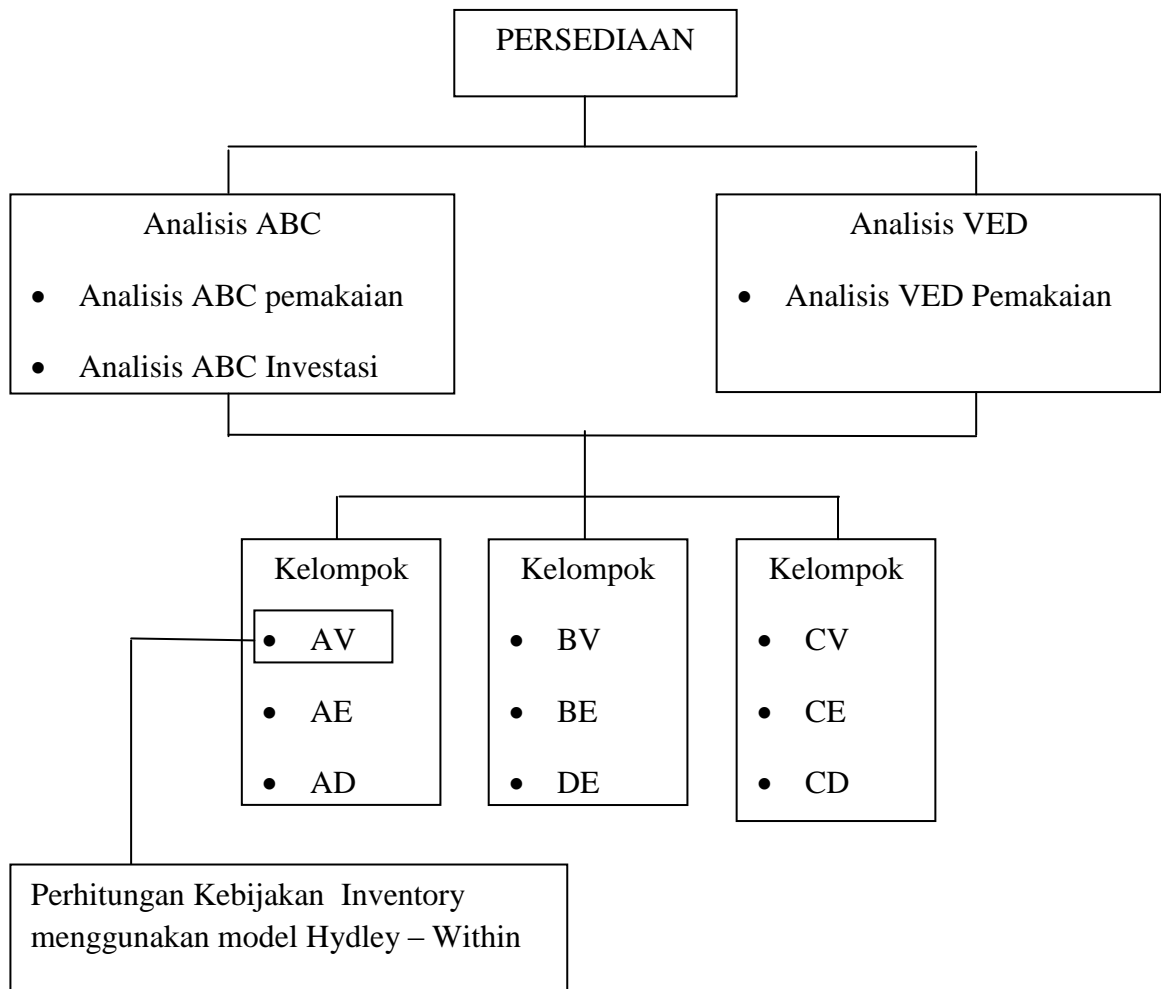 PERSEDIAAN
Analisis ABC
• Analisis ABC pemakaian
• Analisis ABC Investasi
Analisis VED
• Analisis VED Pemakaian
Kelompok
• AV
• AE
• AD
Kelompok
• BV
• BE
• DE
Kelompok
• CV
• CE
• CD
Perhitungan Kebijakan Inventory
menggunakan model Hydley – Within